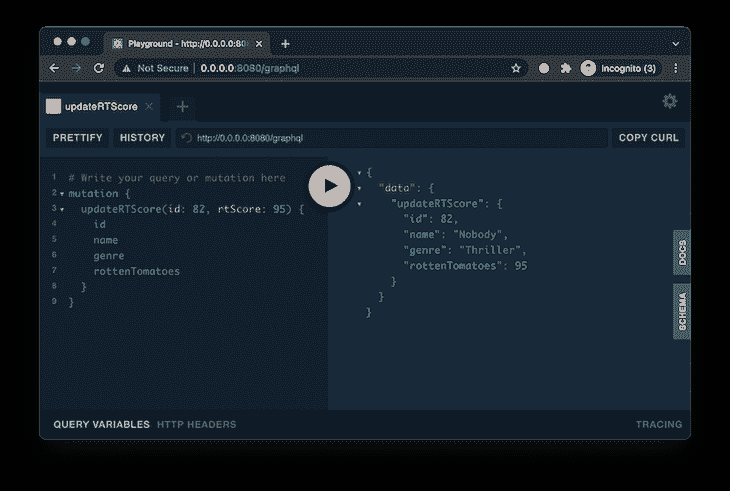 Playground - http://0.0.0.0:80
Not Secure | 0.0.0.0:8080/graphql
Incognito (3)
updateRTScore
PRETTIFY
HISTORY
http://0.0.0.0:8080/graphql
COPY CURL
1 # Write your query or mutation here
2 mutation {
3 updateRTScore(id: 82, rtScore: 95) {
4 id
5 name
6 genre
7 rottenTomatoes
8 }
9 }
{
"data": {
"updateRTScore": {
"id": 82,
"name": "Nobody",
"genre": "Thriller",
"rottenTomatoes": 95
}
}
}
DOCS
SCHEMA
QUERY VARIABLES
HTTP HEADERS
TRACING